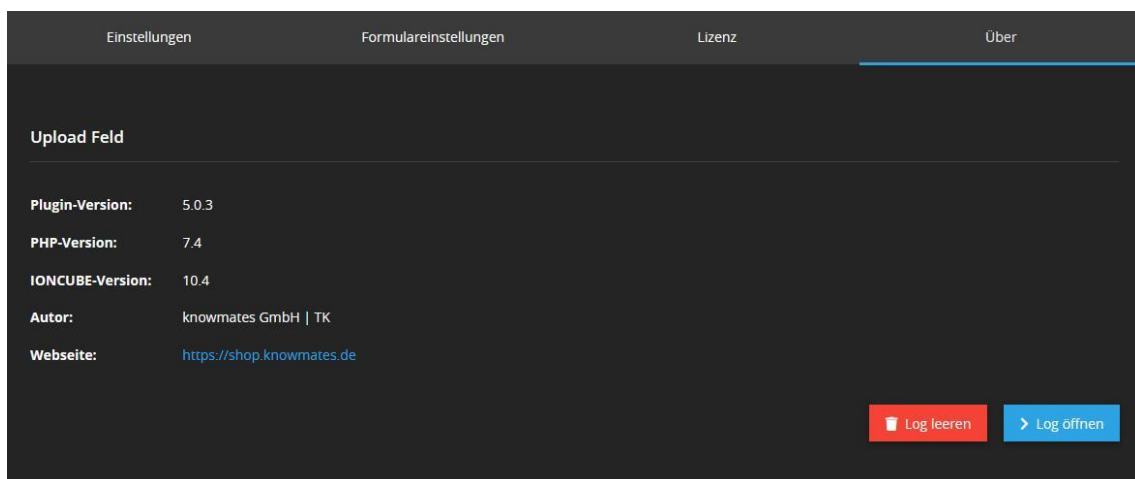 Einstellungen Formulareinstellungen Lizenz Über
Upload Feld
Plugin-Version: 5.0.3
PHP-Version: 7.4
IONCUBE-Version: 10.4
Autor: knowmates GmbH | TK
Webseite: https://shop.knowmates.de
Log leeren Log öffnen